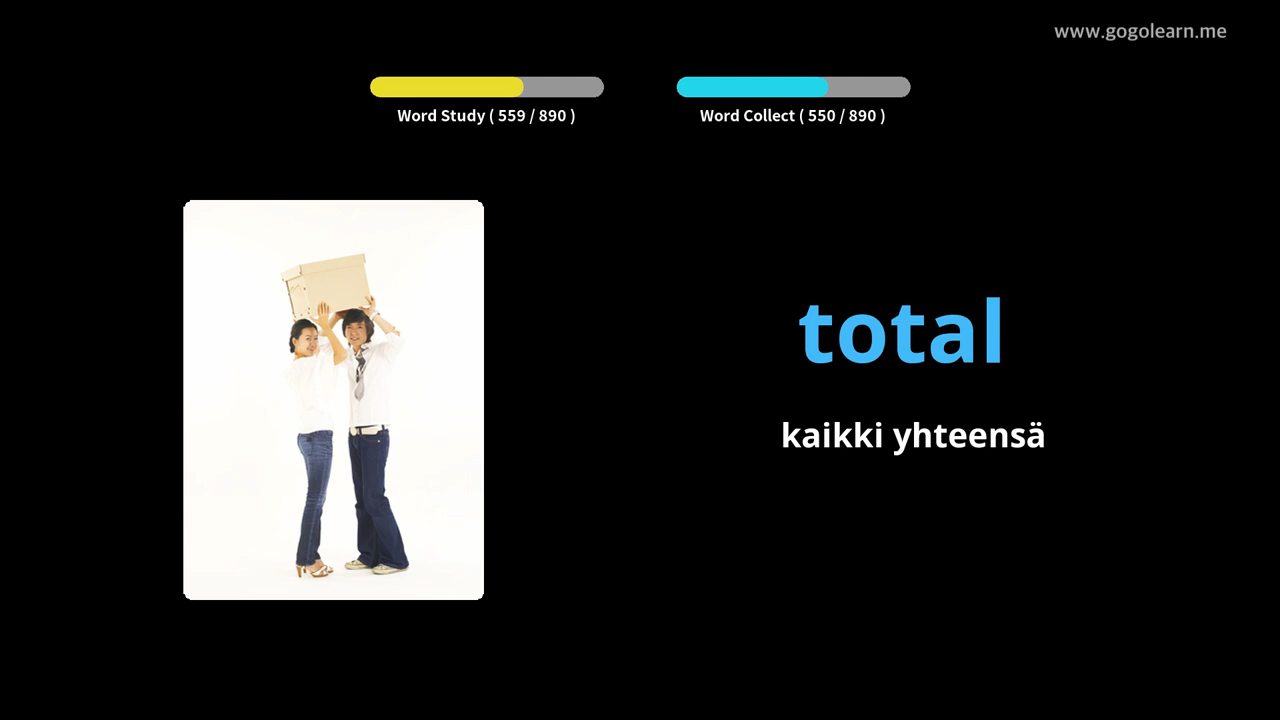 www.gogolearn.me
Word Study ( 559 / 890 )
Word Collect ( 550 / 890 )
total
kaikki yhteensä